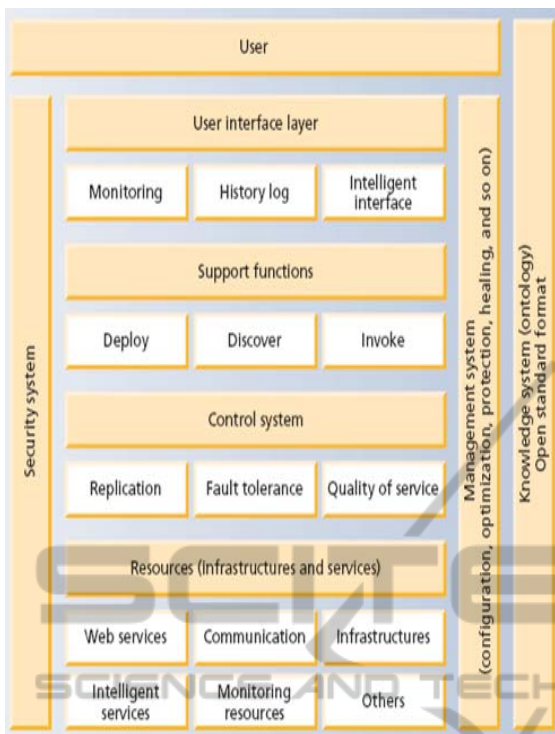 User
User interface layer
Monitoring
History log
Intelligent
interface
Support functions
Deploy
Discover
Invoke
Control system
Replication
Fault tolerance
Quality of service
Resources (infrastructures and services)
Web services
Communication
Infrastructures
Intelligent
services
Monitoring
resources
Others
Security system
Management system
(configuration, optimization, protection, healing, and so on)
Knowledge system (ontology)
Open standard format
SCITE
SCIENCE AND TECH